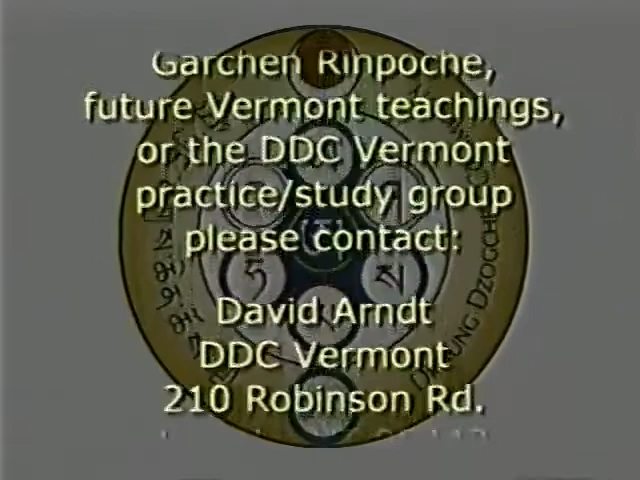 Garchen Rinpoche,
future Vermont teachings,
or the DDC Vermont
practice/study group
please contact:
David Arndt
DDC Vermont
210 Robinson Rd.